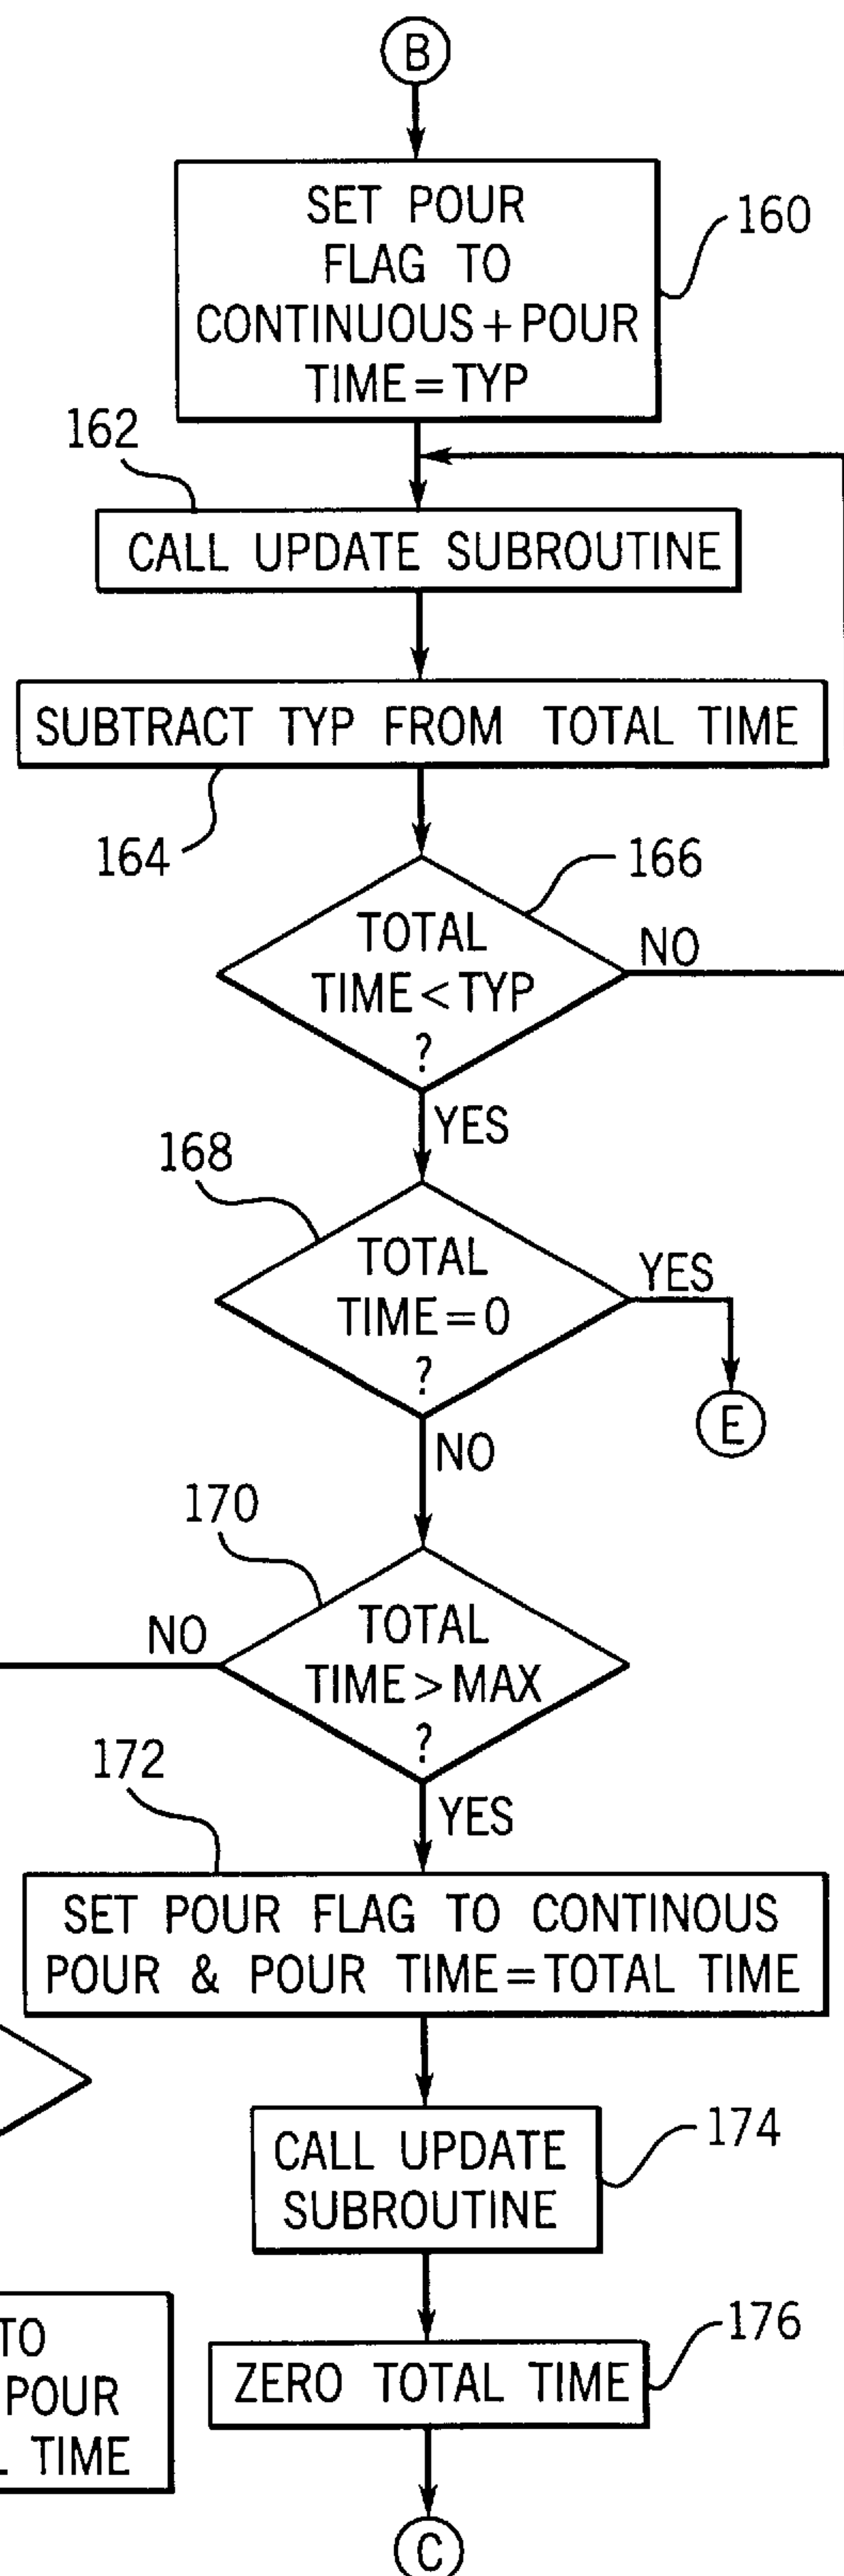 B
SET POUR
FLAG TO
CONTINUOUS+POUR
TIME=TYP
160
162
CALL UPDATE SUBROUTINE
SUBTRACT TYP FROM TOTAL TIME
164
166
TOTAL
TIME<TYP
?
NO
YES
168
TOTAL
TIME=0
?
YES
E
NO
170
TOTAL
TIME>MAX
?
NO
YES
172
SET POUR FLAG TO CONTINOUS
POUR & POUR TIME=TOTAL TIME
CALL UPDATE
SUBROUTINE
174
TO
POUR
TIME
ZERO TOTAL TIME
176
C